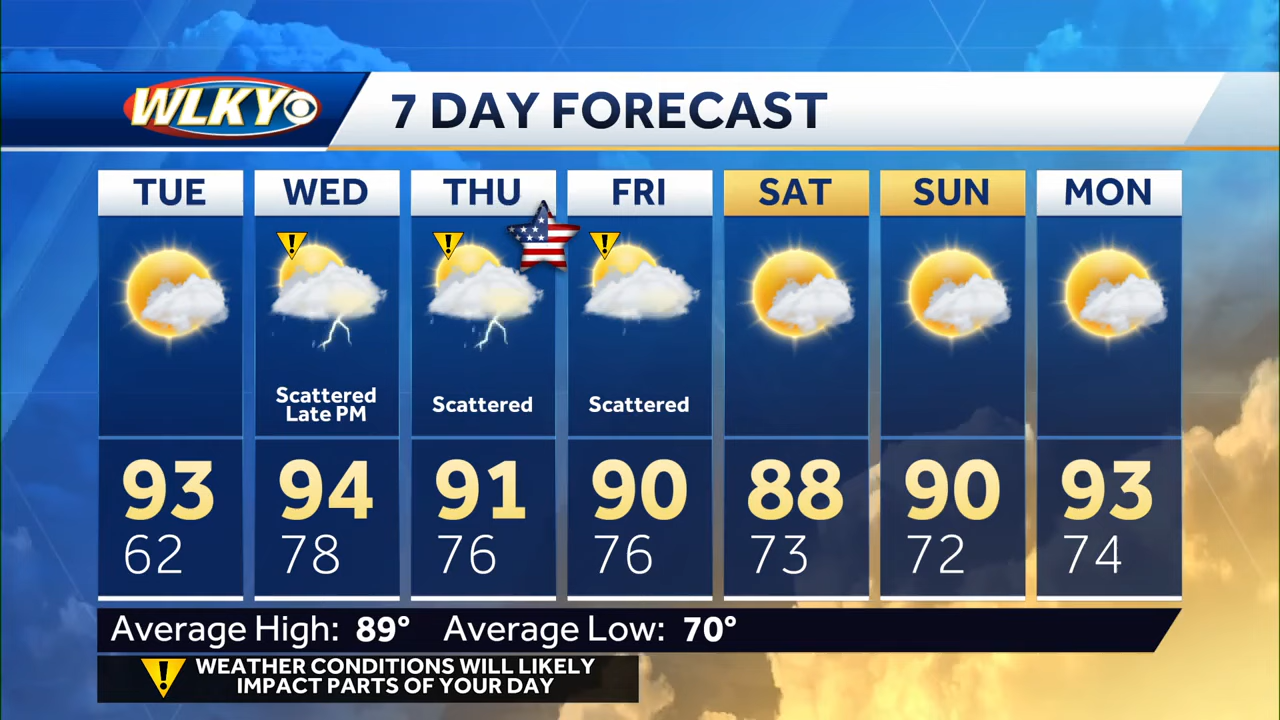 WLKY
7 DAY FORECAST
TUE
WED
THU
FRI
SAT
SUN
MON
!
!
!
Scattered
Late PM
Scattered
Scattered
93
94
91
90
88
90
93
62
78
76
76
73
72
74
Average High: 89° Average Low: 70°
! WEATHER CONDITIONS WILL LIKELY
IMPACT PARTS OF YOUR DAY